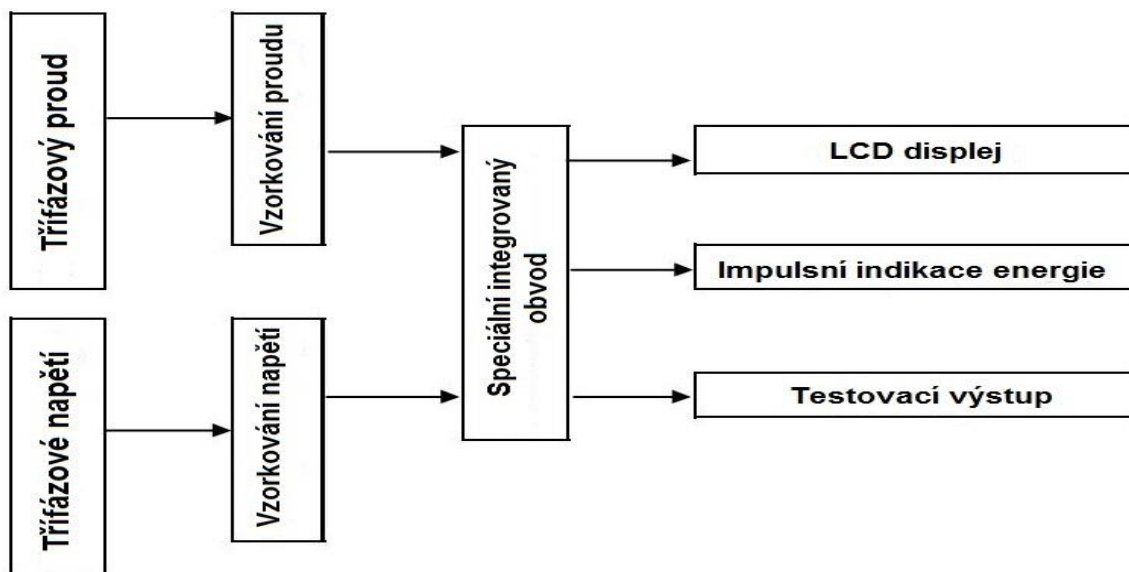 Třífázový proud
Vzorkování proudu
Třífázové napětí
Vzorkování napětí
Speciální integrovaný
obvod
LCD displej
Impulsní indikace energie
Testovací výstup